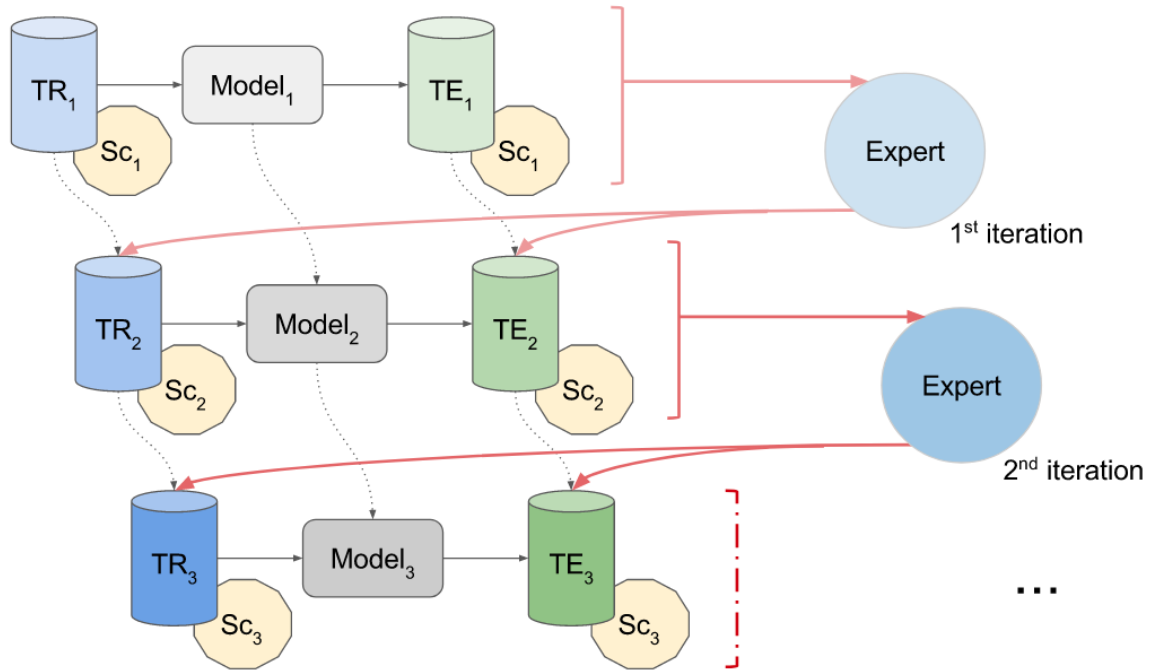 TR₁
Model₁
TE₁
Sc₁
Sc₁
Expert
1ˢᵗ iteration
TR₂
Model₂
TE₂
Sc₂
Sc₂
Expert
2ⁿᵈ iteration
TR₃
Model₃
TE₃
Sc₃
Sc₃
...